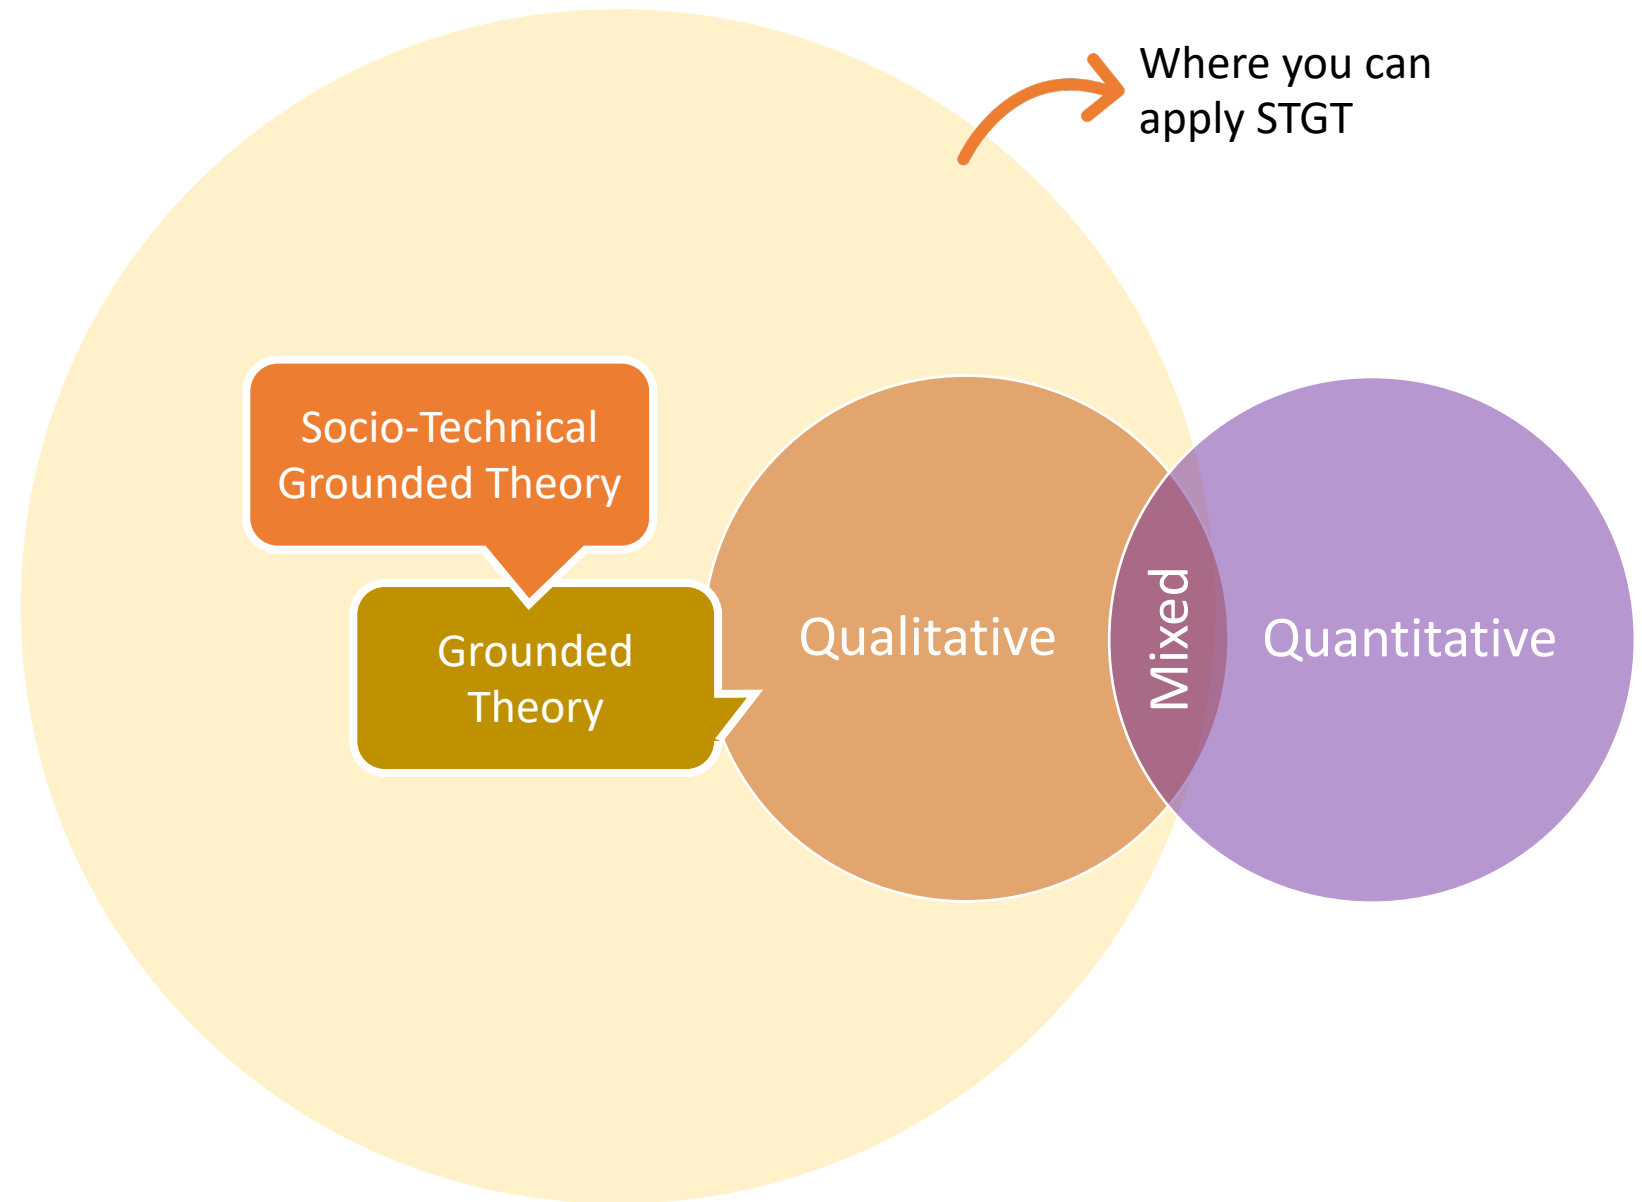 Where you can
apply STGT
Socio-Technical
Grounded Theory
Grounded
Theory
Qualitative
Mixed
Quantitative